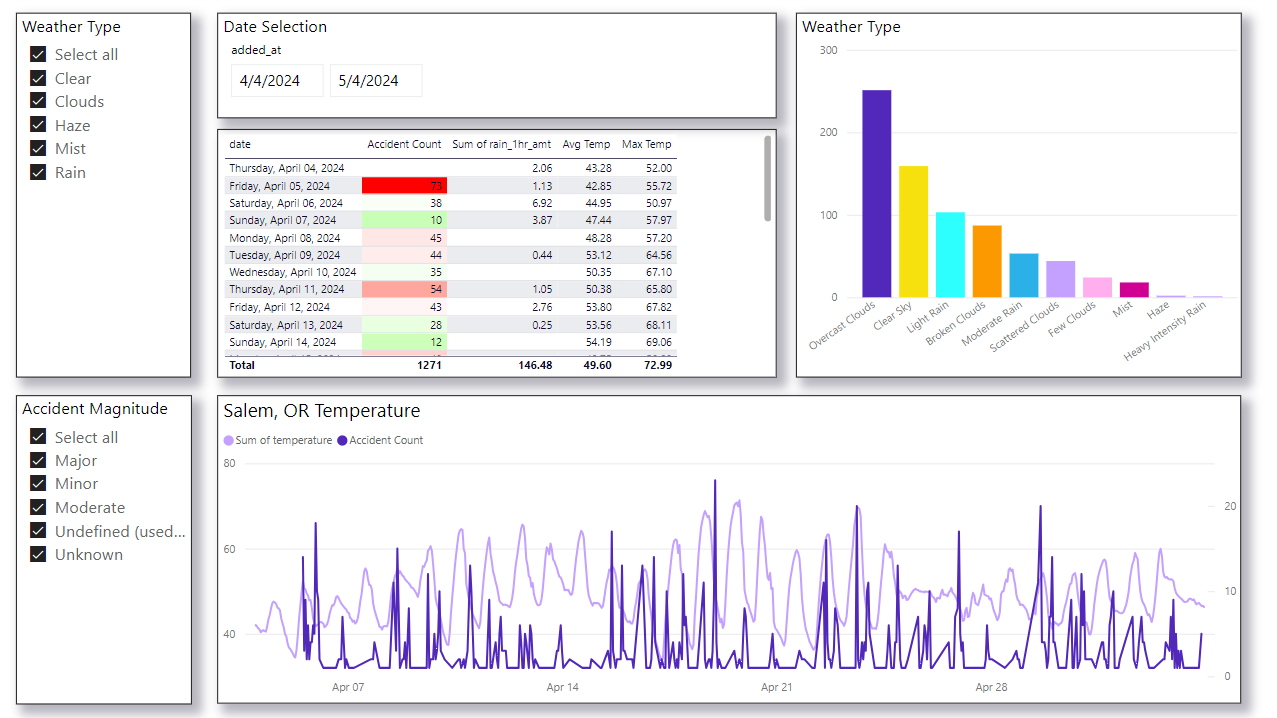 Weather Type
Select all
Clear
Clouds
Haze
Mist
Rain
Date Selection
added_at
4/4/2024 5/4/2024
date Accident Count Sum of rain_1hr_amt Avg Temp Max Temp
Thursday, April 04, 2024 2.06 43.28 52.00
Friday, April 05, 2024 73 1.13 42.85 55.72
Saturday, April 06, 2024 38 6.92 44.95 50.97
Sunday, April 07, 2024 10 3.87 47.44 57.97
Monday, April 08, 2024 45 48.28 57.20
Tuesday, April 09, 2024 44 0.44 53.12 64.56
Wednesday, April 10, 2024 35 50.35 67.10
Thursday, April 11, 2024 54 1.05 50.38 65.80
Friday, April 12, 2024 43 2.76 53.80 67.82
Saturday, April 13, 2024 28 0.25 53.56 68.11
Sunday, April 14, 2024 12 54.19 69.06
Total 1271 146.48 49.60 72.99
Weather Type
300
200
100
0
Overcast Clouds
Clear Sky
Light Rain
Broken Clouds
Moderate Rain
Scattered Clouds
Few Clouds
Mist
Haze
Heavy Intensity Rain
Accident Magnitude
Select all
Major
Minor
Moderate
Undefined (used...
Unknown
Salem, OR Temperature
Sum of temperature Accident Count
80
60
40
20
10
0
Apr 07 Apr 14 Apr 21 Apr 28